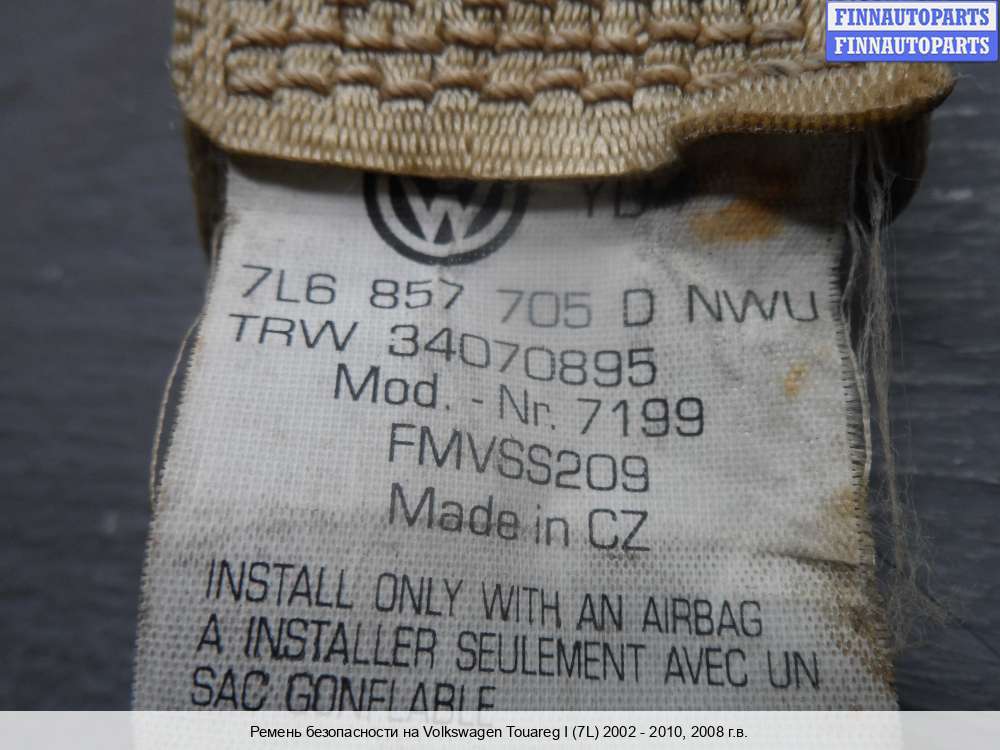 FINNAUTOPARTS
FINNAUTOPARTS
7L6 857 705 D NWU
TRW 34070895
Mod. - Nr. 7199
FMVSS209
Made in CZ
INSTALL ONLY WITH AN AIRBAG
A INSTALLER SEULEMENT AVEC UN
SAC GONFLABLE
Ремень безопасности на Volkswagen Touareg I (7L) 2002 - 2010, 2008 г.в.